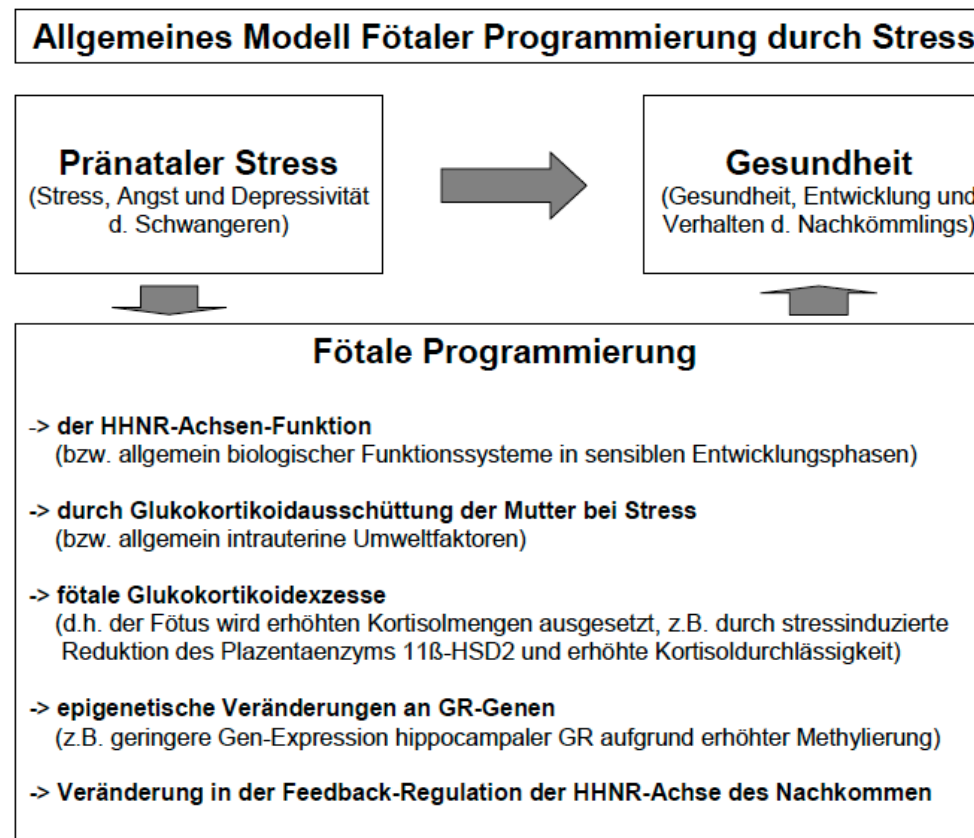 Allgemeines Modell Fötaler Programmierung durch Stress
Pränataler Stress
(Stress, Angst und Depressivität
d. Schwangeren)
Gesundheit
(Gesundheit, Entwicklung und
Verhalten d. Nachkömmlings)
Fötale Programmierung
-> der HHNR-Achsen-Funktion
(bzw. allgemein biologischer Funktionssysteme in sensiblen Entwicklungsphasen)
-> durch Glukokortikoidausschüttung der Mutter bei Stress
(bzw. allgemein intrauterine Umweltfaktoren)
-> fötale Glukokortikoidexzesse
(d.h. der Fötus wird erhöhten Kortisolmengen ausgesetzt, z.B. durch stressinduzierte
Reduktion des Plazentaenzyms 11ß-HSD2 und erhöhte Kortisoldurchlässigkeit)
-> epigenetische Veränderungen an GR-Genen
(z.B. geringere Gen-Expression hippocampaler GR aufgrund erhöhter Methylierung)
-> Veränderung in der Feedback-Regulation der HHNR-Achse des Nachkommen